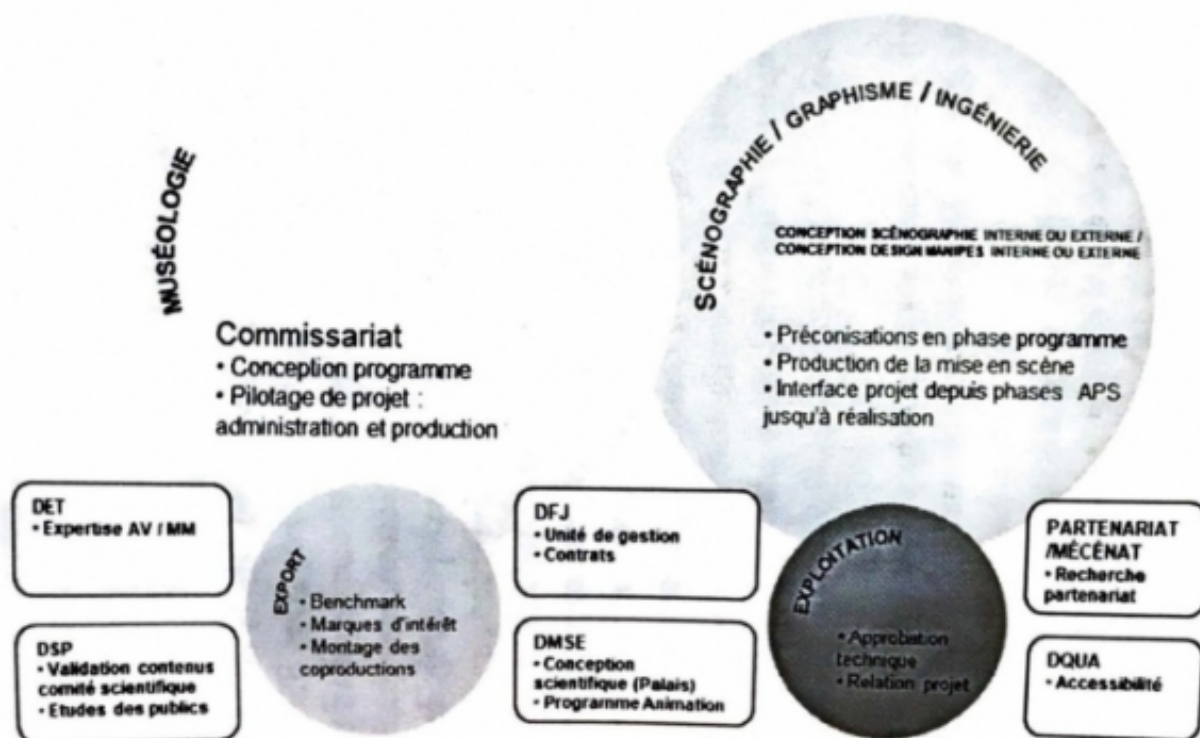 MUSÉOLOGIE
Commissariat
• Conception programme
• Pilotage de projet :
administration et production
SCÉNOGRAPHIE / GRAPHISME / INGÉNIERIE
CONCEPTION SCÉNOGRAPHIE INTERNE OU EXTERNE /
CONCEPTION DESIGN MANIPES INTERNE OU EXTERNE
• Préconisations en phase programme
• Production de la mise en scène
• Interface projet depuis phases APS
jusqu'à réalisation
DET
• Expertise AV / MM
DSP
• Validation contenus
comité scientifique
• Etudes des publics
EXPORT
• Benchmark
• Marques d'intérêt
• Montage des
coproductions
DFJ
• Unité de gestion
• Contrats
DMSE
• Conception
scientifique (Palais)
• Programme Animation
EXPLOITATION
• Approbation
technique
• Relation projet
PARTENARIAT
/MÉCÉNAT
• Recherche
partenariat
DQUA
• Accessibilité